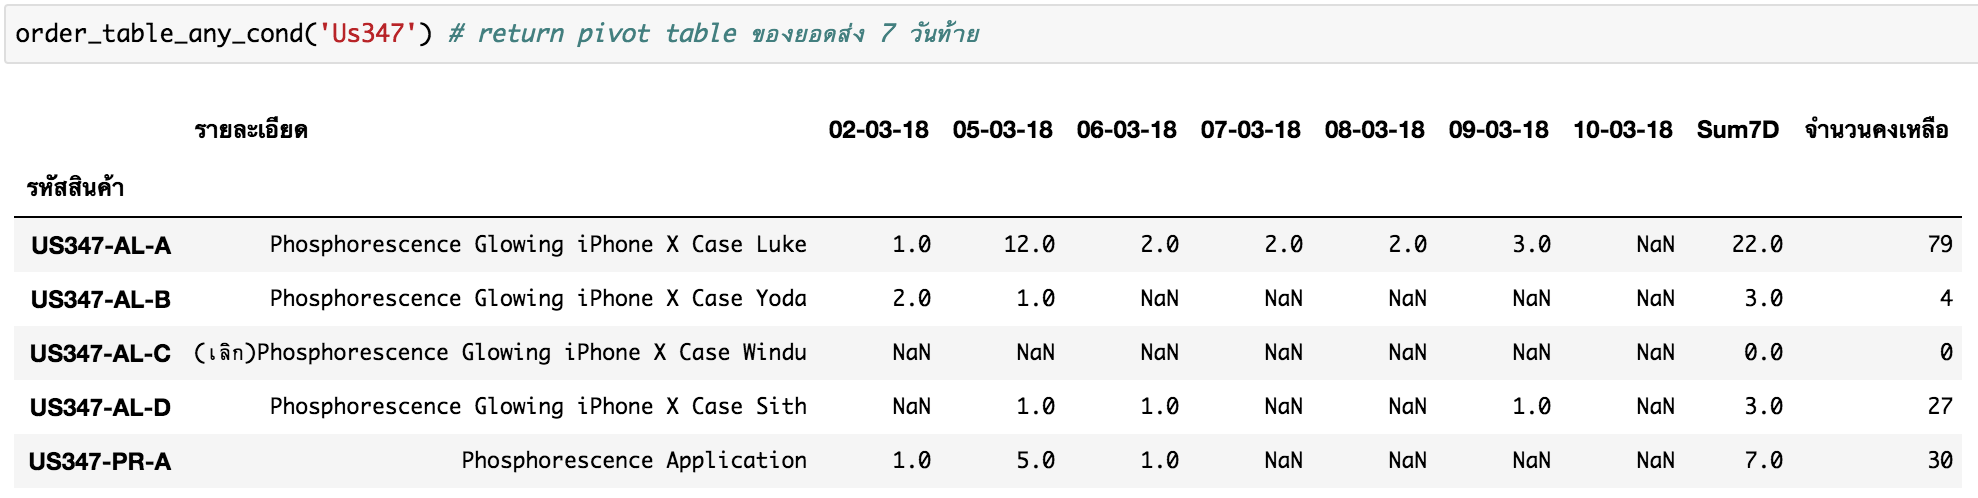 order_table_any_cond('Us347') # return pivot table ของยอดส่ง 7 วันท้าย
รายละเอียด 02-03-18 05-03-18 06-03-18 07-03-18 08-03-18 09-03-18 10-03-18 Sum7D จำนวนคงเหลือ
รหัสสินค้า
US347-AL-A Phosphorescence Glowing iPhone X Case Luke 1.0 12.0 2.0 2.0 2.0 3.0 NaN 22.0 79
US347-AL-B Phosphorescence Glowing iPhone X Case Yoda 2.0 1.0 NaN NaN NaN NaN NaN 3.0 4
US347-AL-C (เลิก)Phosphorescence Glowing iPhone X Case Windu NaN NaN NaN NaN NaN NaN NaN 0.0 0
US347-AL-D Phosphorescence Glowing iPhone X Case Sith NaN 1.0 1.0 NaN NaN 1.0 NaN 3.0 27
US347-PR-A Phosphorescence Application 1.0 5.0 1.0 NaN NaN NaN NaN 7.0 30